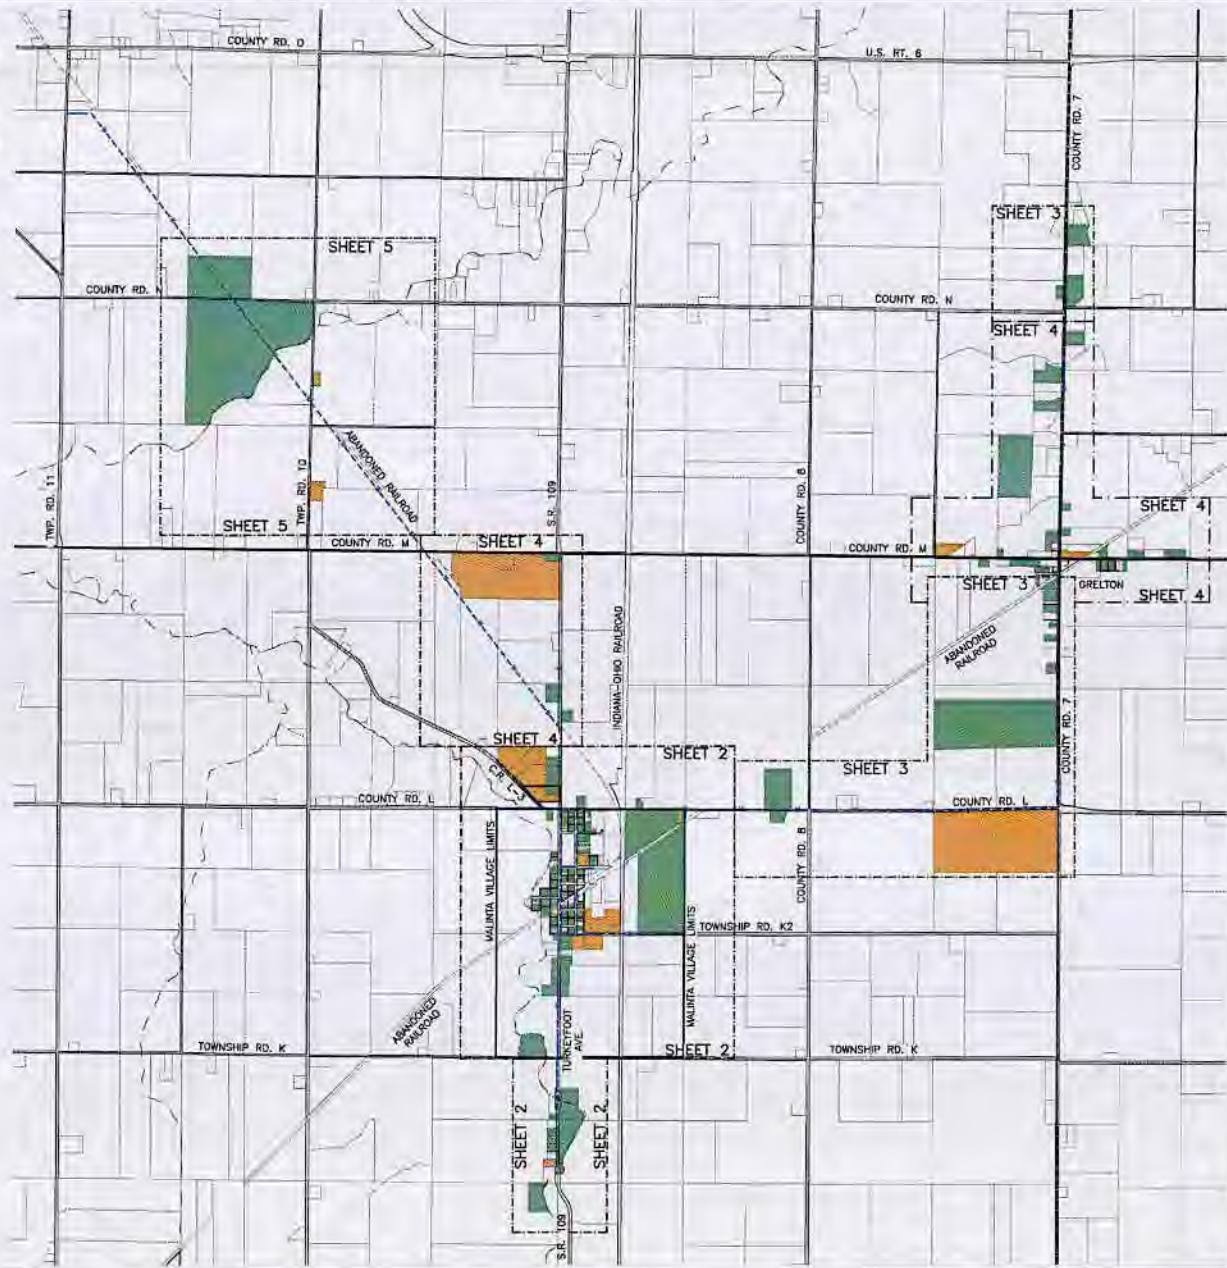 COUNTY RD. O
U.S. RT. 6
COUNTY RD. 7
SHEET 3
SHEET 5
COUNTY RD. N
COUNTY RD. N
SHEET 4
ABANDONED RAILROAD
TWP. RD. 11
TWP. RD. 10
S.R. 109
COUNTY RD. 8
SHEET 5
SHEET 4
COUNTY RD. M
SHEET 4
COUNTY RD. M
SHEET 3
GRELTON
SHEET 4
INDIANA-OHIO RAILROAD
ABANDONED
RAILROAD
COUNTY RD. 7
SHEET 4
SHEET 2
SHEET 3
C.R. L-3
COUNTY RD. L
COUNTY RD. L
MALINTA VILLAGE LIMITS
COUNTY RD. 8
MALINTA VILLAGE LIMITS
TOWNSHIP RD. K2
ABANDONED
RAILROAD
TURKEYFOOT
AVE
TOWNSHIP RD. K
SHEET 2
TOWNSHIP RD. K
SHEET 2
SHEET 2
S.R. 109